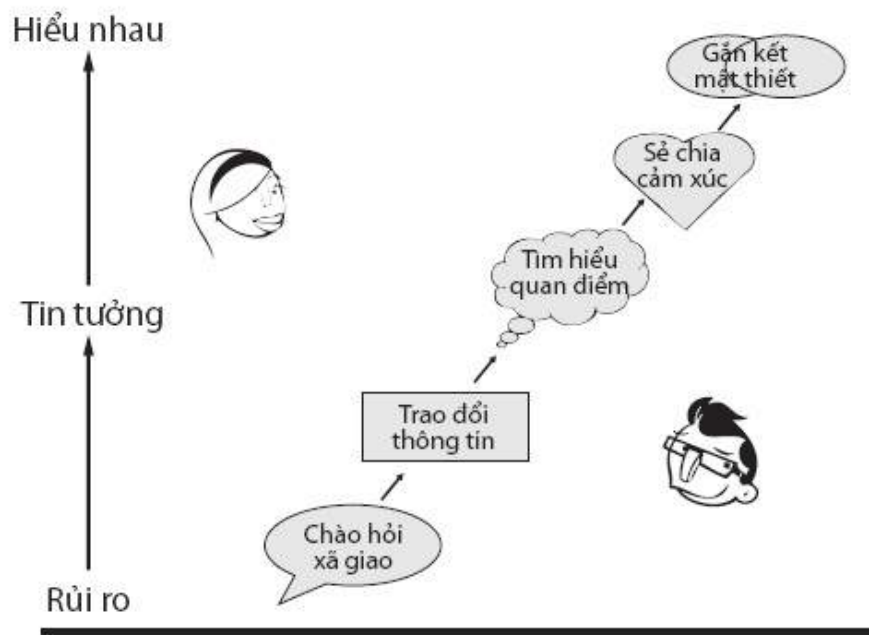 Hiểu nhau
Gắn kết
mật thiết
Sẻ chia
cảm xúc
Tìm hiểu
quan điểm
Tin tưởng
Trao đổi
thông tin
Chào hỏi
xã giao
Rủi ro